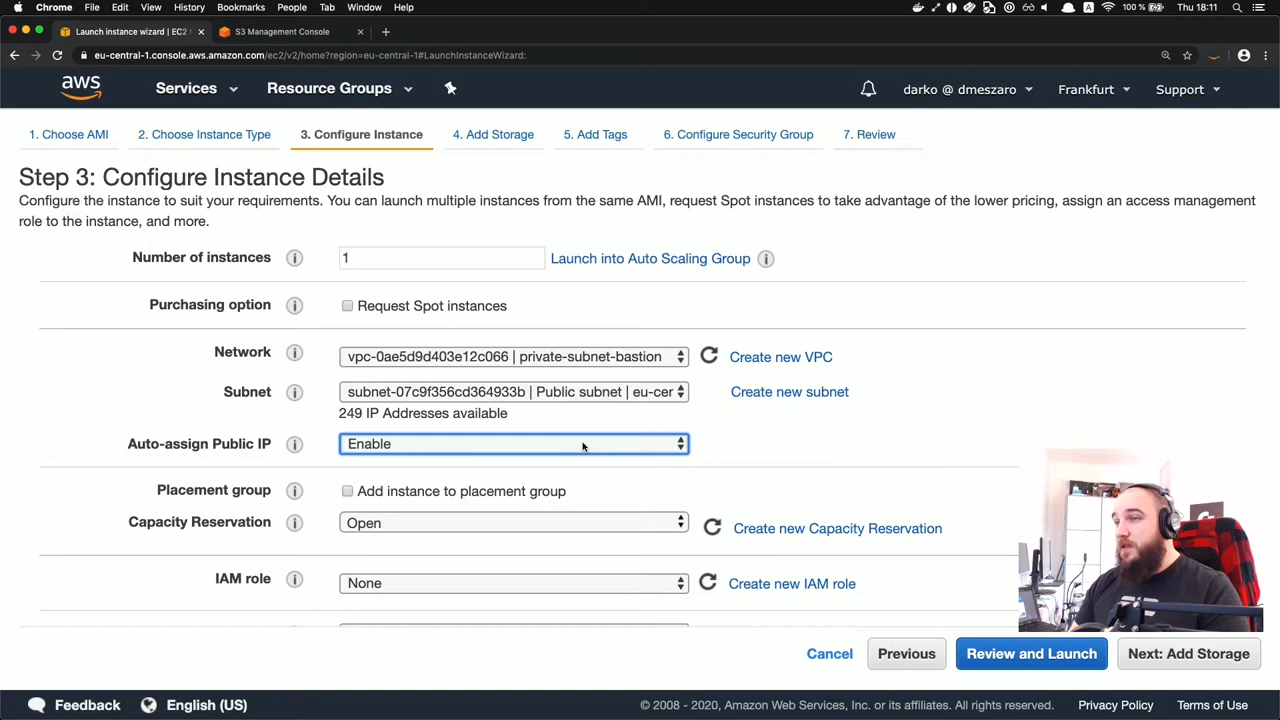 Chrome File Edit View History Bookmarks People Tab Window Help 100 % Thu 18:11
Launch instance wizard | EC2 S3 Management Console
eu-central-1.console.aws.amazon.com/ec2/v2/home?region=eu-central-1#LaunchInstanceWizard:
aws Services Resource Groups darko @ dmeszaro Frankfurt Support
1. Choose AMI 2. Choose Instance Type 3. Configure Instance 4. Add Storage 5. Add Tags 6. Configure Security Group 7. Review
Step 3: Configure Instance Details
Configure the instance to suit your requirements. You can launch multiple instances from the same AMI, request Spot instances to take advantage of the lower pricing, assign an access management
role to the instance, and more.
Number of instances 1 Launch into Auto Scaling Group
Purchasing option Request Spot instances
Network vpc-0ae5d9d403e12c066 | private-subnet-bastion Create new VPC
Subnet subnet-07c9f356cd364933b | Public subnet | eu-cer Create new subnet
249 IP Addresses available
Auto-assign Public IP Enable
Placement group Add instance to placement group
Capacity Reservation Open Create new Capacity Reservation
IAM role None Create new IAM role
Cancel Previous Review and Launch Next: Add Storage
Feedback English (US) © 2008 - 2020, Amazon Web Services, Inc. or its affiliates. All rights reserved. Privacy Policy Terms of Use